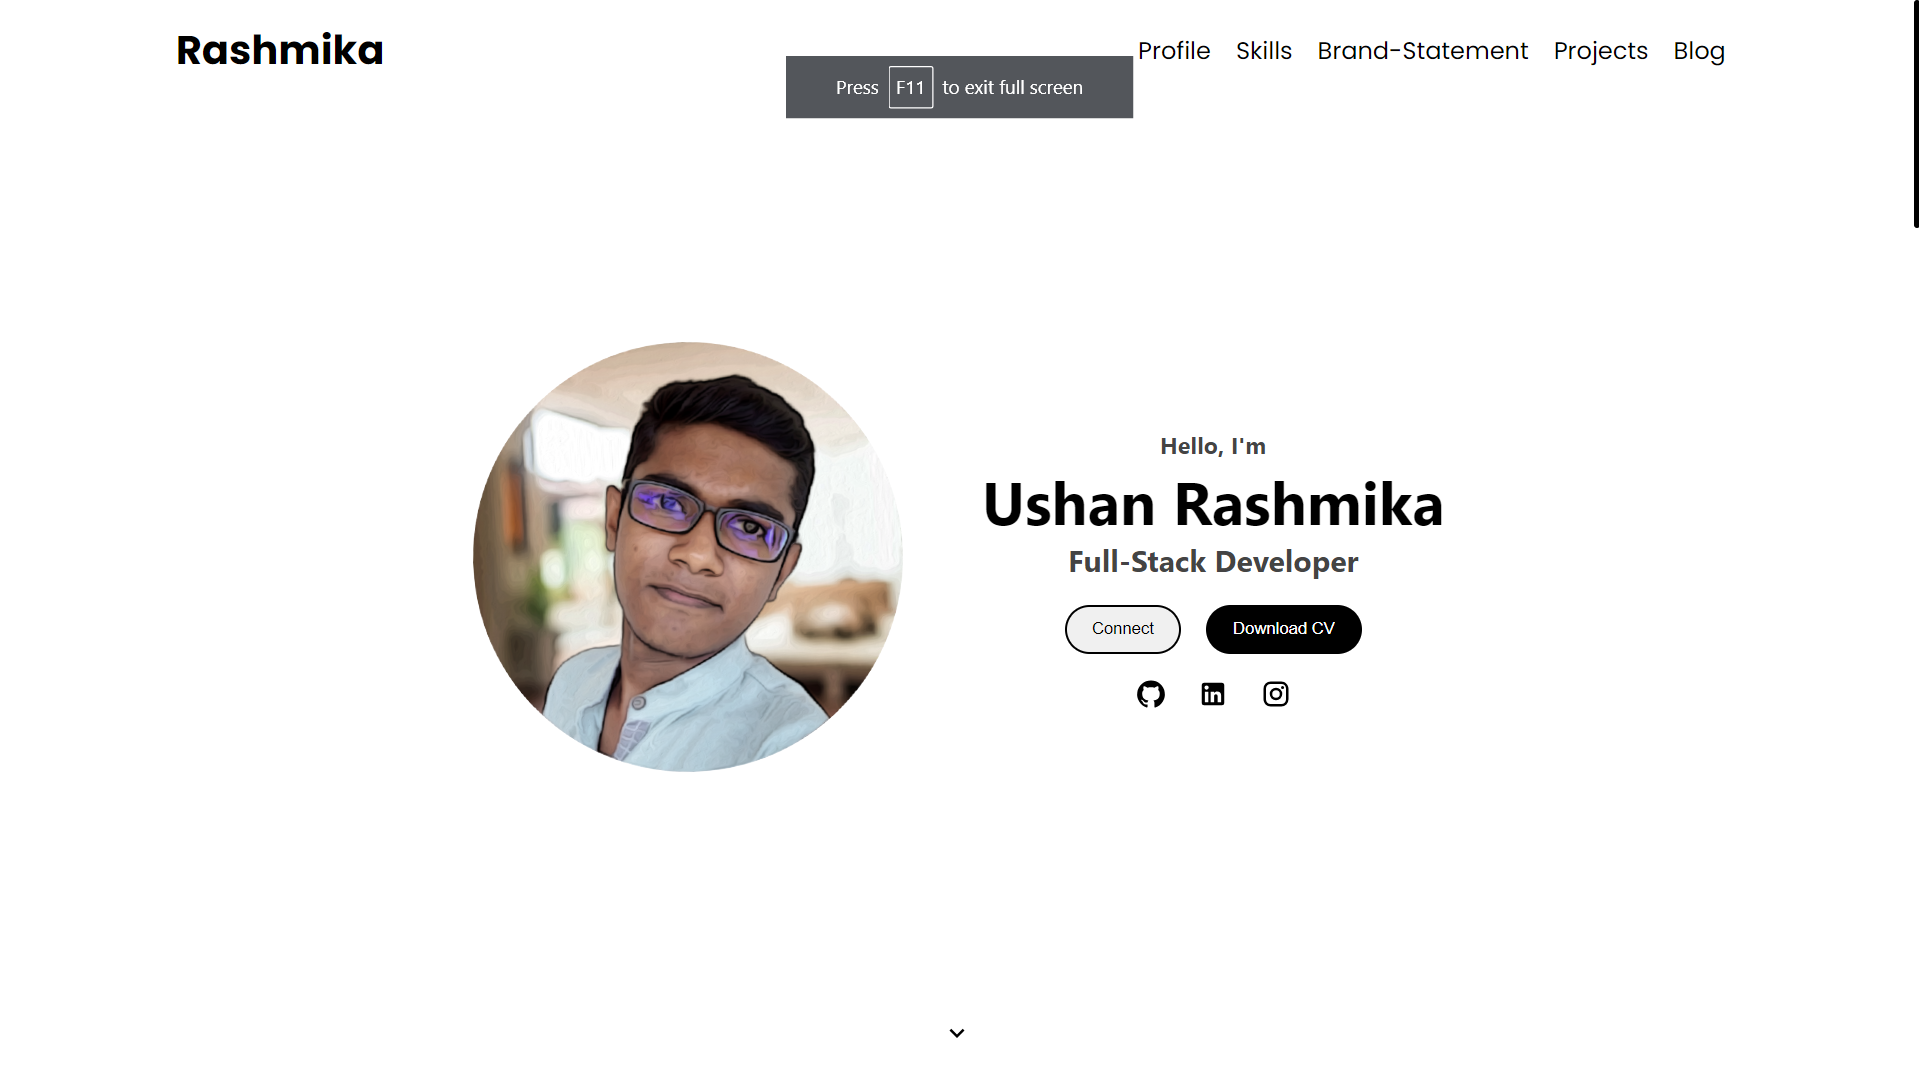 Rashmika
Profile Skills Brand-Statement Projects Blog
Press F11 to exit full screen
Hello, I'm
Ushan Rashmika
Full-Stack Developer
Connect Download CV
in